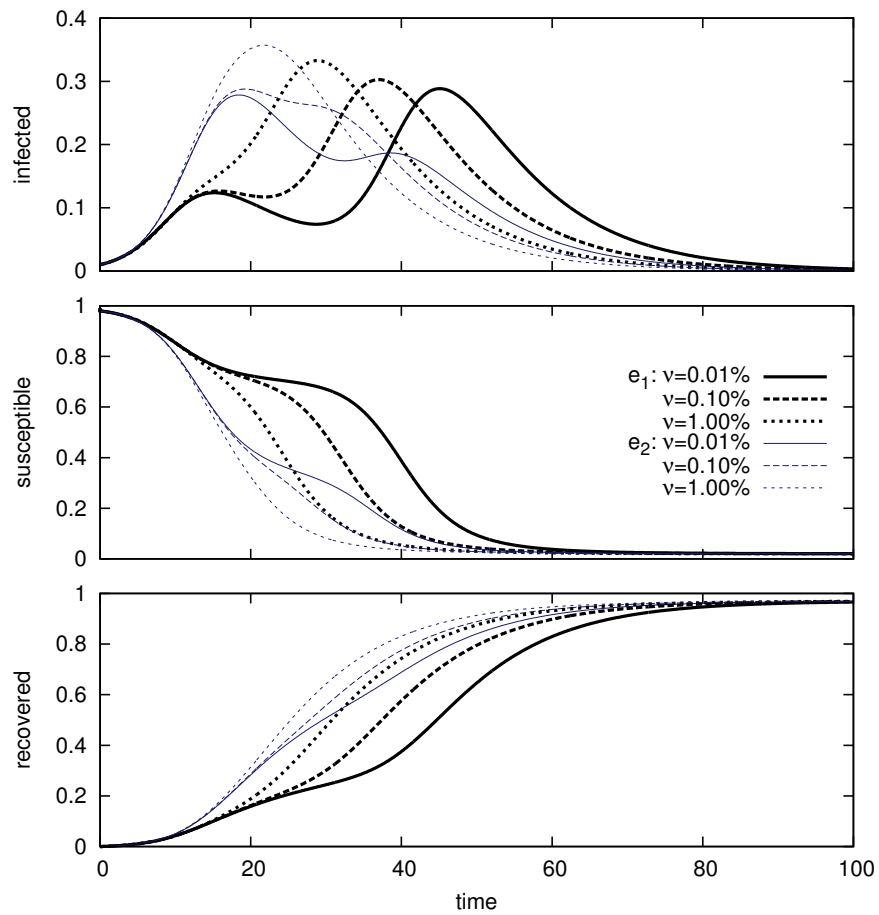 0.4
0.3
0.2
0.1
0
infected
1
0.8
0.6
0.4
0.2
0
susceptible
e1: ν=0.01%
ν=0.10%
ν=1.00%
e2: ν=0.01%
ν=0.10%
ν=1.00%
1
0.8
0.6
0.4
0.2
0
recovered
0 20 40 60 80 100
time